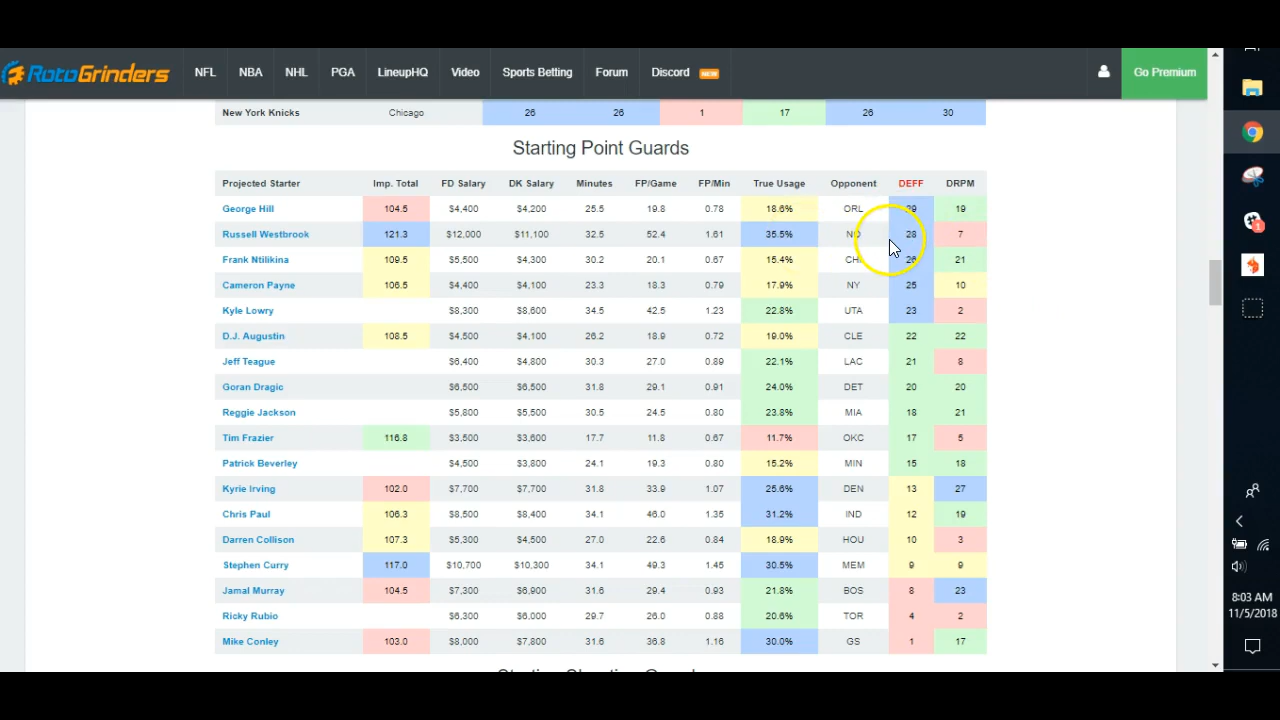 RotoGrinders NFL NBA NHL PGA LineupHQ Video Sports Betting Forum Discord NEW Go Premium
New York Knicks Chicago 26 26 1 17 26 30
Starting Point Guards
Projected Starter Imp. Total FD Salary DK Salary Minutes FP/Game FP/Min True Usage Opponent DEFF DRPM
George Hill 104.5 $4,400 $4,200 25.5 19.8 0.78 18.6% ORL 29 19
Russell Westbrook 121.3 $12,000 $11,100 32.5 52.4 1.61 35.5% NO 28 7
Frank Ntilikina 109.5 $5,500 $4,400 30.2 20.1 0.67 15.4% CHI 26 21
Cameron Payne 106.5 $4,400 $4,100 23.3 18.3 0.79 17.9% NY 25 10
Kyle Lowry $8,300 $8,600 34.5 42.5 1.23 22.8% UTA 23 2
D.J. Augustin 108.5 $4,500 $4,100 26.2 18.9 0.72 19.0% CLE 22 22
Jeff Teague $6,400 $4,800 30.3 27.0 0.89 22.1% LAC 21 8
Goran Dragic $6,500 $6,500 31.8 29.1 0.91 24.0% DET 20 20
Reggie Jackson $5,800 $5,500 30.5 24.5 0.80 23.8% MIA 18 21
Tim Frazier 116.8 $3,500 $3,600 17.7 11.8 0.67 11.7% OKC 17 5
Patrick Beverley $4,500 $3,800 24.1 19.3 0.80 15.2% MIN 15 18
Kyrie Irving 102.0 $7,700 $7,700 31.8 33.9 1.07 25.6% DEN 13 27
Chris Paul 106.3 $8,500 $8,400 34.1 46.0 1.35 31.2% IND 12 19
Darren Collison 107.3 $5,300 $4,500 27.0 22.6 0.84 18.9% HOU 10 3
Stephen Curry 117.0 $10,700 $10,300 34.1 49.3 1.45 30.5% MEM 9 9
Jamal Murray 104.5 $7,300 $6,900 31.6 29.4 0.93 21.8% BOS 8 23
Ricky Rubio $6,300 $6,000 29.7 26.0 0.88 20.6% TOR 4 2
Mike Conley 103.0 $8,000 $7,800 31.6 36.8 1.16 30.0% GS 1 17
8:03 AM
11/5/2018